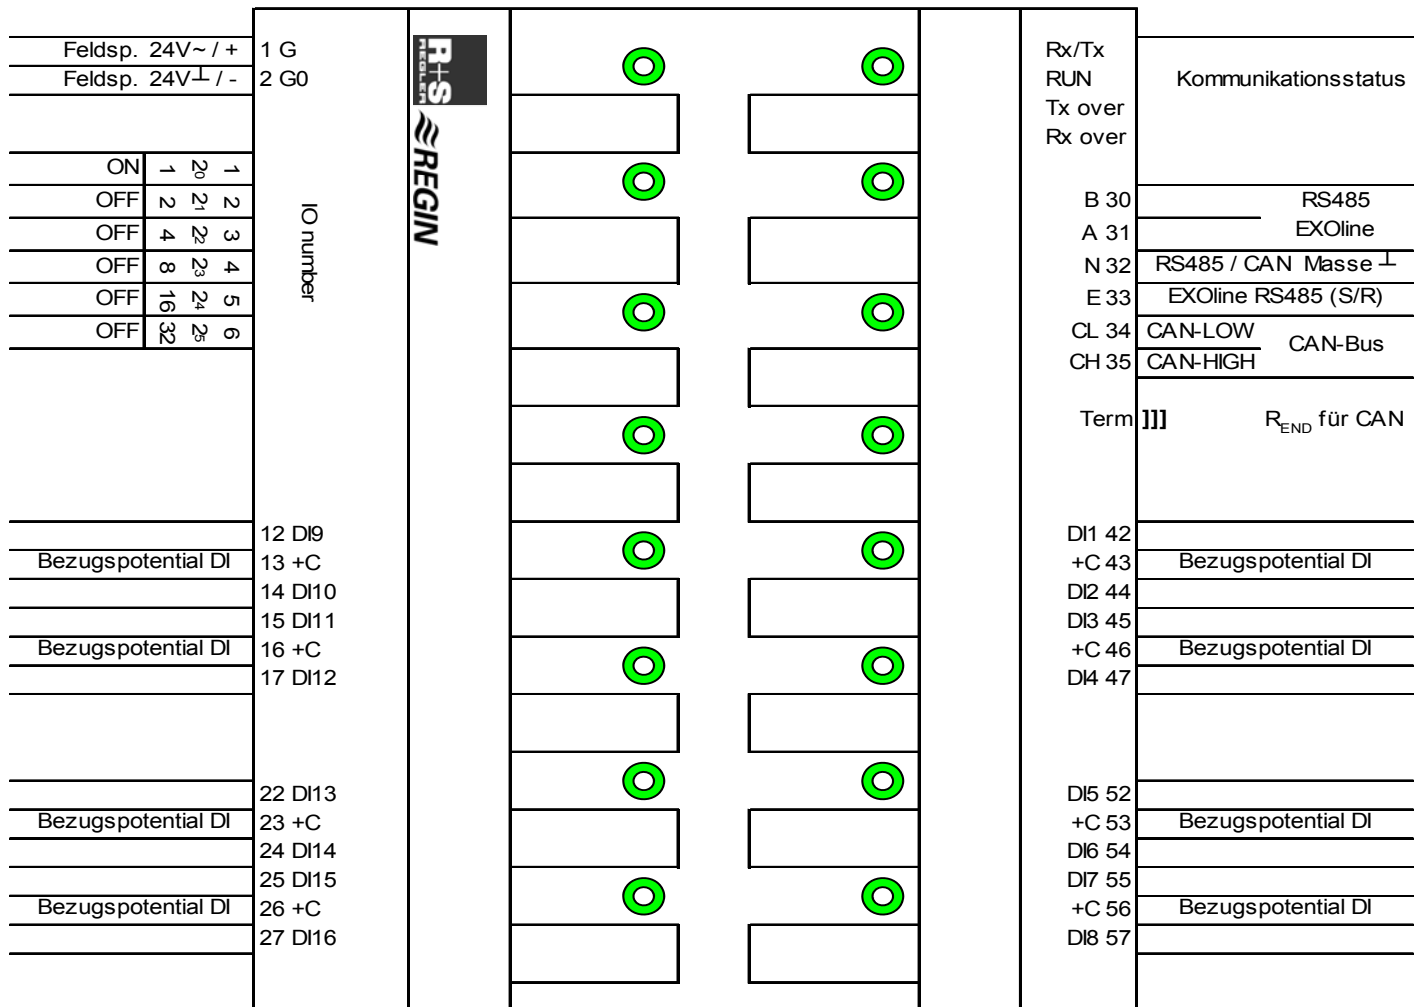 Feldsp. 24V~ / + 1 G
Feldsp. 24V┴ / - 2 G0
ON 1 2⁰ 1
OFF 2 2¹ 2
OFF 4 2² 3
OFF 8 2³ 4
OFF 16 2⁴ 5
OFF 32 2⁵ 6
IO number
12 DI9
Bezugspotential DI 13 +C
14 DI10
15 DI11
Bezugspotential DI 16 +C
17 DI12
22 DI13
Bezugspotential DI 23 +C
24 DI14
25 DI15
Bezugspotential DI 26 +C
27 DI16
R+S
REGLER
REGIN
Rx/Tx
RUN Kommunikationsstatus
Tx over
Rx over
B 30 RS485
A 31 EXOline
N 32 RS485 / CAN Masse ┴
E 33 EXOline RS485 (S/R)
CL 34 CAN-LOW CAN-Bus
CH 35 CAN-HIGH
Term ]]] R_END für CAN
DI1 42
+C 43 Bezugspotential DI
DI2 44
DI3 45
+C 46 Bezugspotential DI
DI4 47
DI5 52
+C 53 Bezugspotential DI
DI6 54
DI7 55
+C 56 Bezugspotential DI
DI8 57